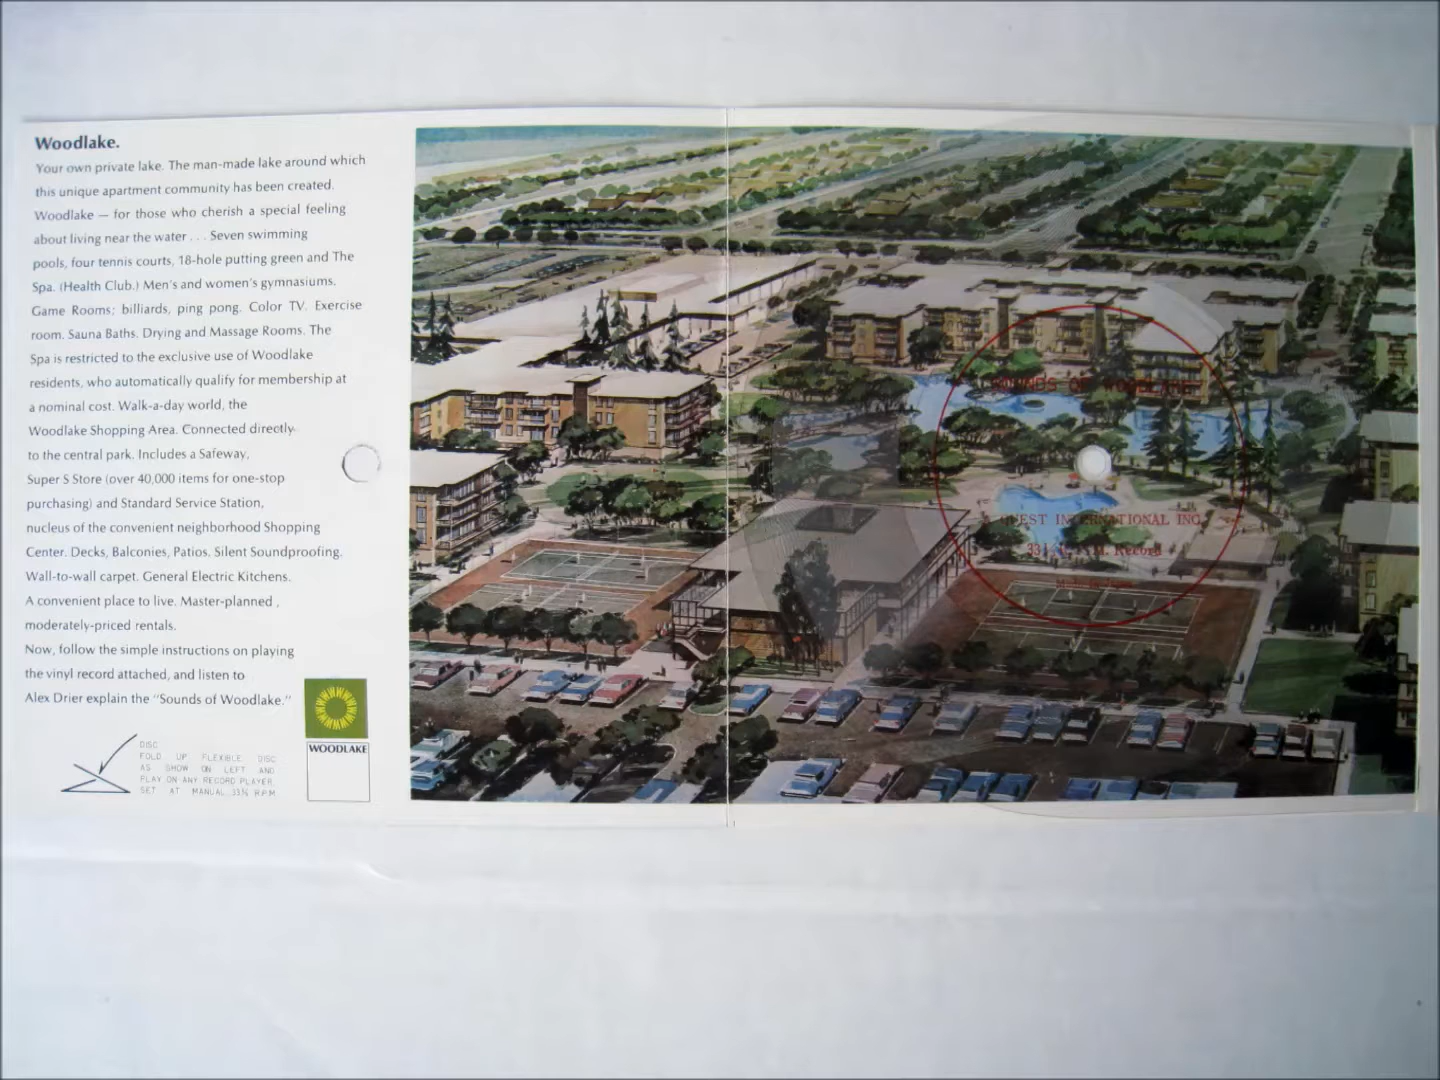 Woodlake.
Your own private lake. The man-made lake around which
this unique apartment community has been created.
Woodlake — for those who cherish a special feeling
about living near the water . . . Seven swimming
pools, four tennis courts, 18-hole putting green and The
Spa. (Health Club.) Men's and women's gymnasiums.
Game Rooms; billiards, ping pong. Color TV. Exercise
room. Sauna Baths. Drying and Massage Rooms. The
Spa is restricted to the exclusive use of Woodlake
residents, who automatically qualify for membership at
a nominal cost. Walk-a-day world, the
Woodlake Shopping Area. Connected directly
to the central park. Includes a Safeway,
Super S Store (over 40,000 items for one-stop
purchasing) and Standard Service Station,
nucleus of the convenient neighborhood Shopping
Center. Decks, Balconies, Patios. Silent Soundproofing.
Wall-to-wall carpet. General Electric Kitchens.
A convenient place to live. Master-planned ,
moderately-priced rentals.
Now, follow the simple instructions on playing
the vinyl record attached, and listen to
Alex Drier explain the "Sounds of Woodlake."
DISC
FOLD UP FLEXIBLE DISC
AS SHOW ON LEFT AND
PLAY ON ANY RECORD PLAYER
SET AT MANUAL 33⅓ R.P.M.
WOODLAKE
SOUNDS OF WOODLAKE
QUEST INTERNATIONAL INC.
33⅓ R.P.M. Record